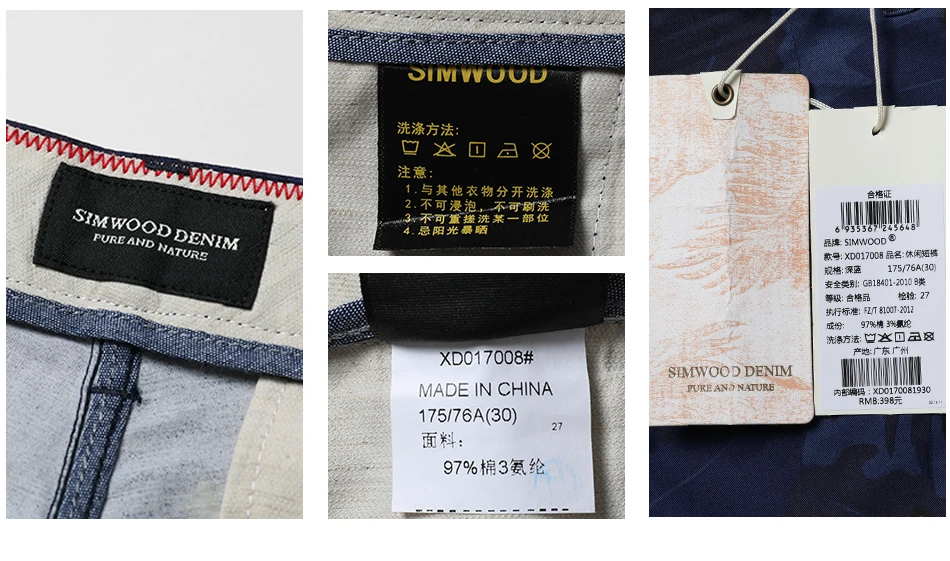 SIMWOOD DENIM
PURE AND NATURE
SIMWOOD
洗涤方法:
注意:
1.与其他衣物分开洗涤
2.不可浸泡，不可刷洗
3.不可重搓洗某一部位
4.忌阳光暴晒
XD017008#
MADE IN CHINA
175/76A(30)
面料:
27
97%棉3氨纶
SIMWOOD DENIM
PURE AND NATURE
合格证
6 935367 245648
品牌: SIMWOOD ®
款号: XD017008 品名:休闲短裤
规格: 深蓝 175/76A(30)
安全类别: GB18401-2010 B类
等级: 合格品 检验: 27
执行标准: FZ/T 81007-2012
成份: 97%棉 3%氨纶
洗涤方法:
产地: 广东 广州
内部编码: XD0170081930
RMB:398元